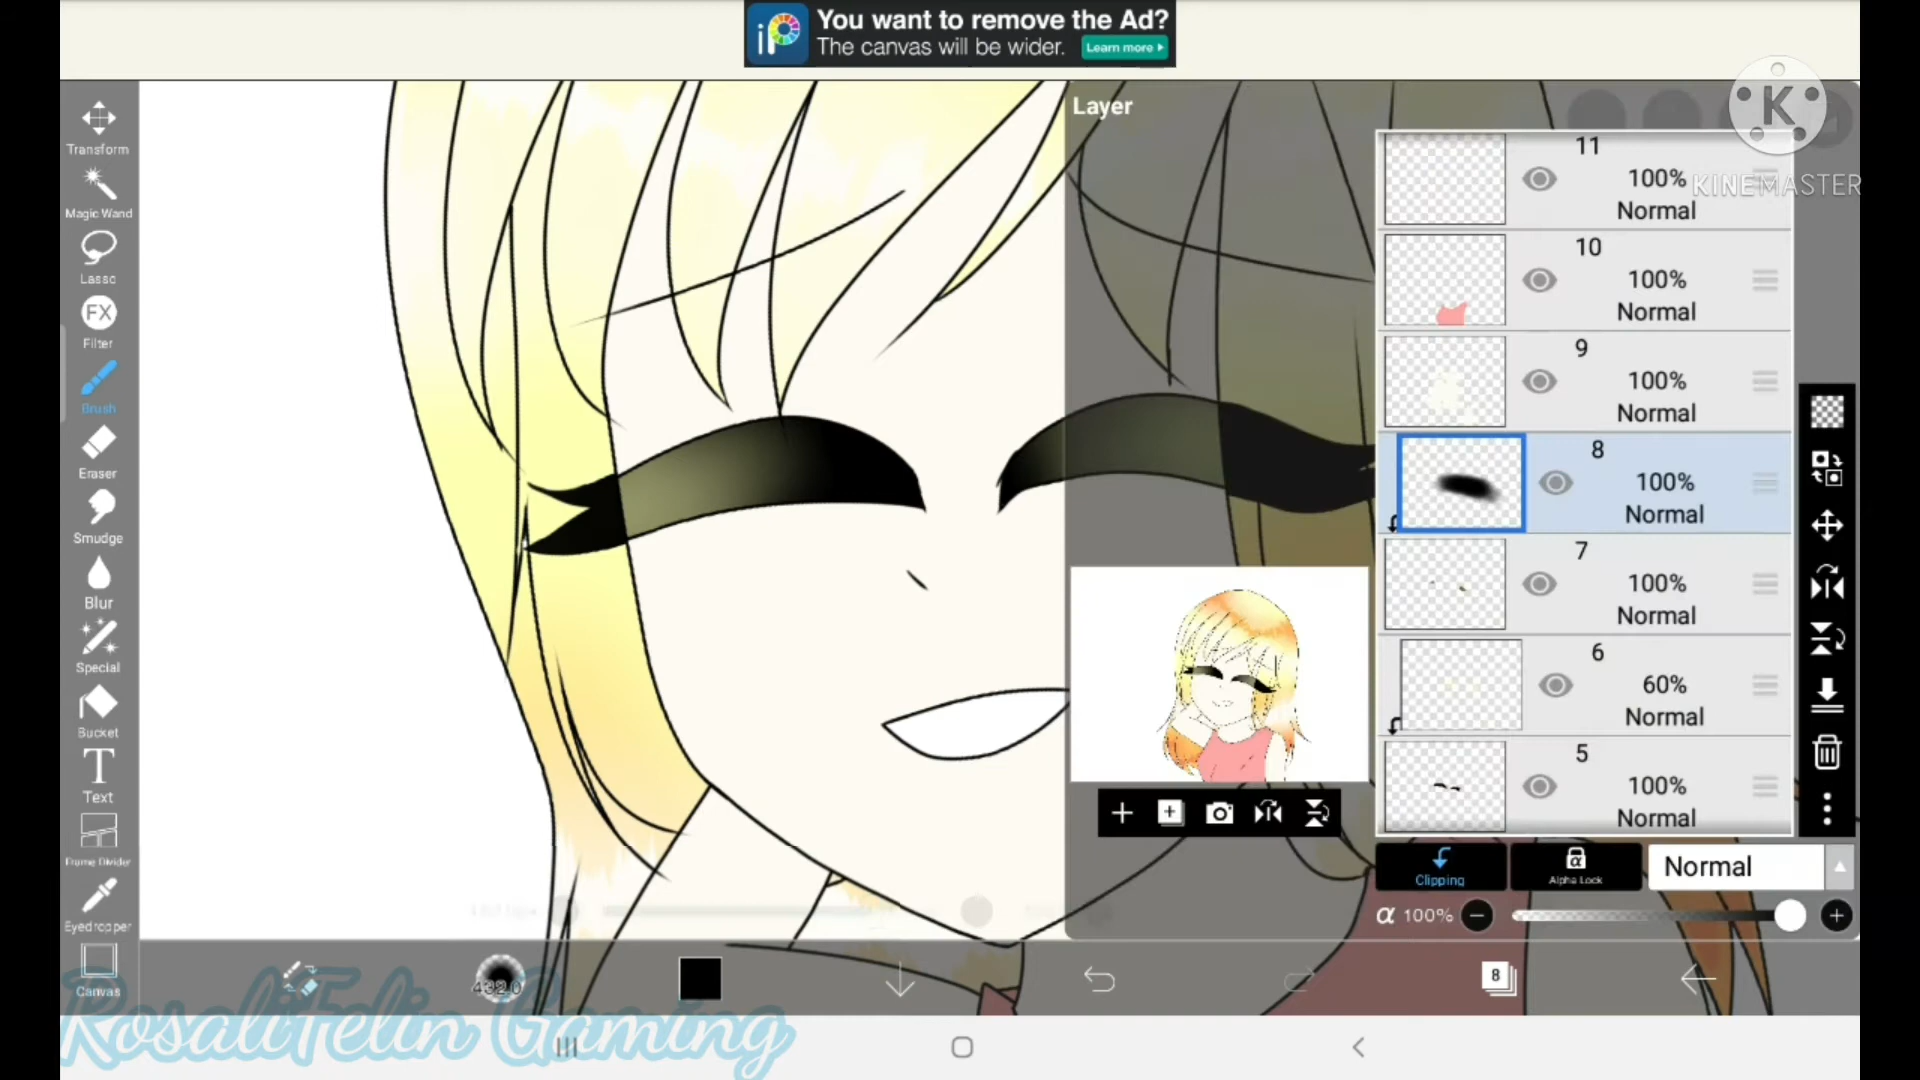 You want to remove the Ad?
The canvas will be wider.
Learn more
iP
Layer
K
KINEMASTER
Transform
Magic Wand
Lasso
FX
Filter
Brush
Eraser
Smudge
Blur
Special
Bucket
T
Text
Frame Divider
Eyedropper
Canvas
11
100%
Normal
10
100%
Normal
9
100%
Normal
8
100%
Normal
7
100%
Normal
6
60%
Normal
5
100%
Normal
Clipping
α
Alpha Lock
Normal
α 100%
432.0
8
RosaliFelin Gaming